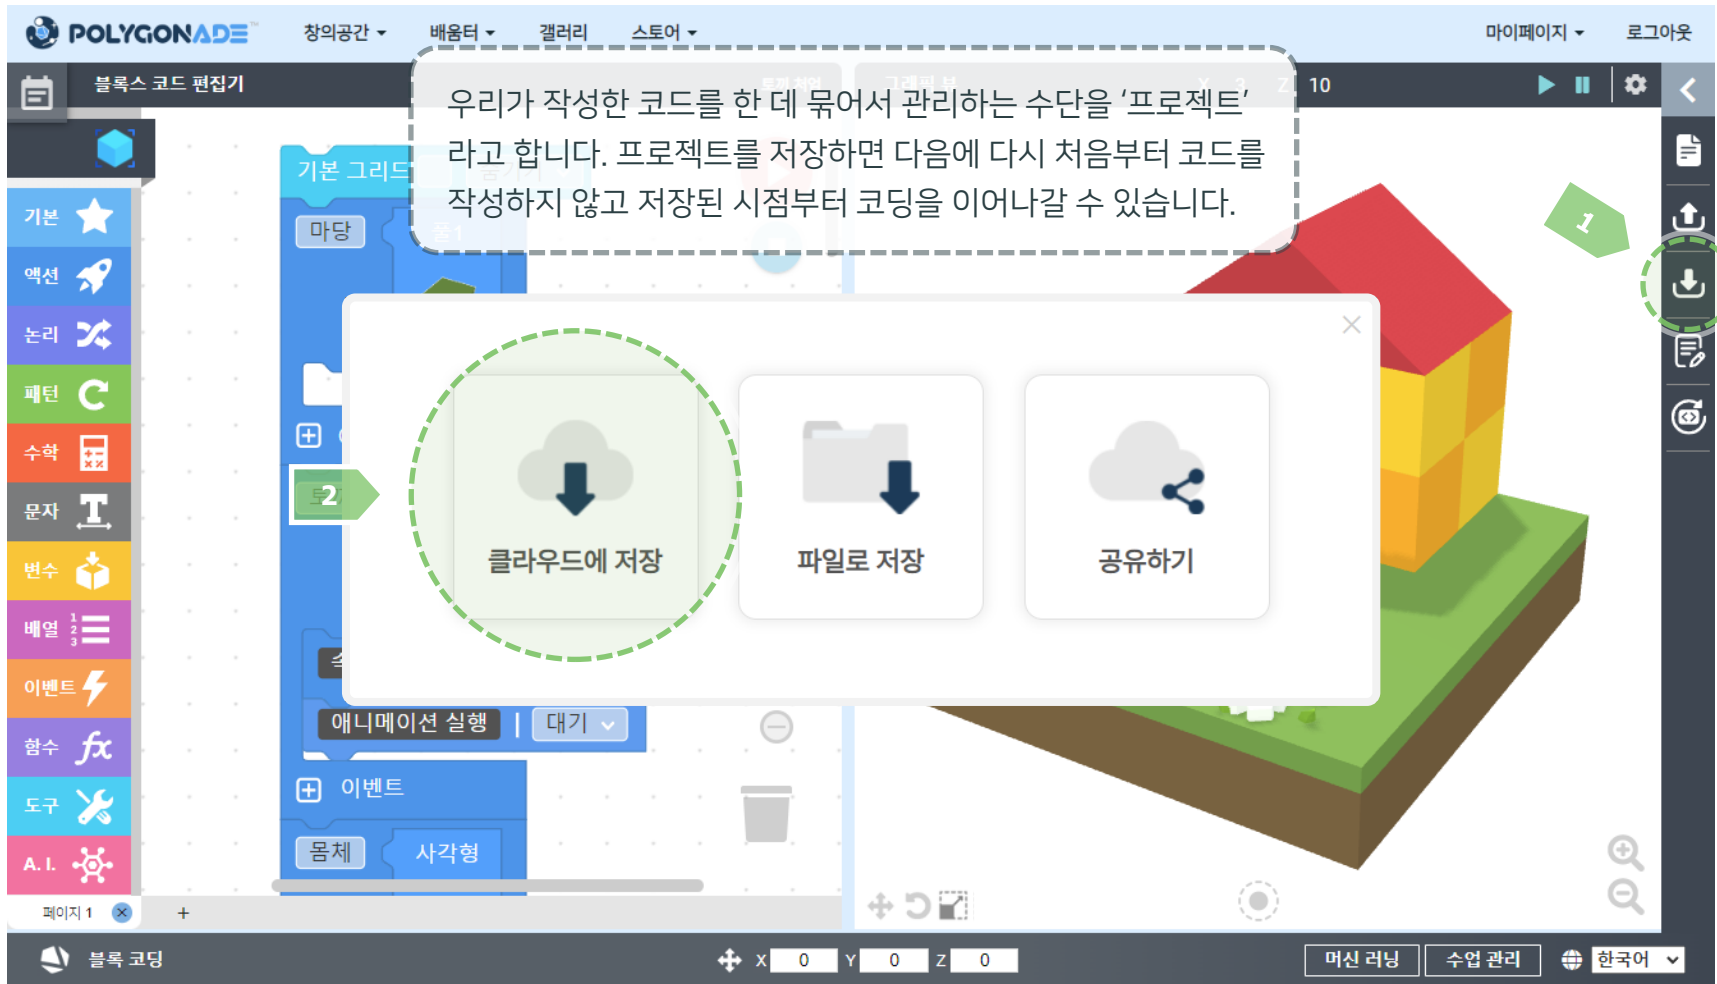 POLYGONADE
창의공간
배움터
갤러리
스토어
마이페이지
로그아웃
블록스 코드 편집기
그래픽 뷰
X 3 Z 10
우리가 작성한 코드를 한 데 묶어서 관리하는 수단을 ‘프로젝트’
라고 합니다. 프로젝트를 저장하면 다음에 다시 처음부터 코드를
작성하지 않고 저장된 시점부터 코딩을 이어나갈 수 있습니다.
1
기본
액션
논리
패턴
수학
문자
변수
배열
이벤트
함수
도구
A. I.
기본 그리드
마당
풀1
2
클라우드에 저장
파일로 저장
공유하기
애니메이션 실행
대기
이벤트
몸체
사각형
페이지 1
+
블록 코딩
X 0 Y 0 Z 0
머신 러닝
수업 관리
한국어